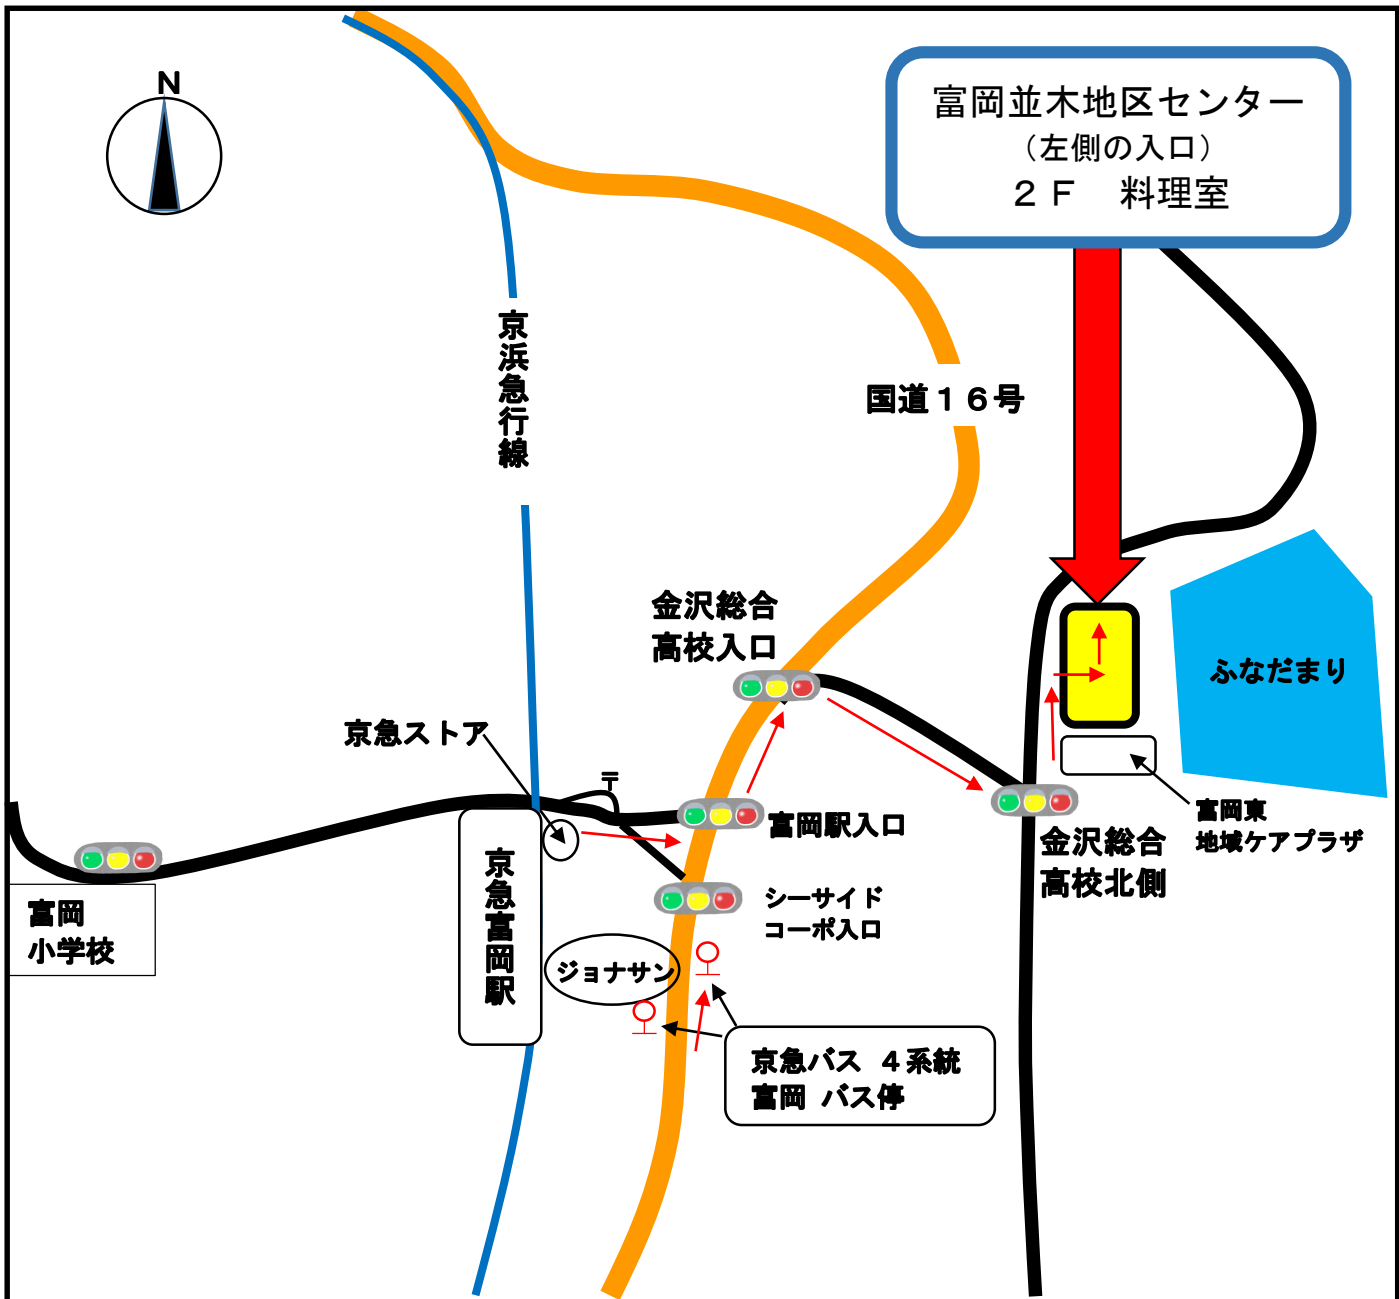 N
富岡並木地区センター
（左側の入口）
２Ｆ　料理室
京浜急行線
国道１６号
金沢総合
高校入口
ふなだまり
京急ストア
〒
富岡駅入口
富岡東
地域ケアプラザ
金沢総合
高校北側
京急富岡駅
シーサイド
コーポ入口
富岡
小学校
ジョナサン
京急バス ４系統
富岡 バス停